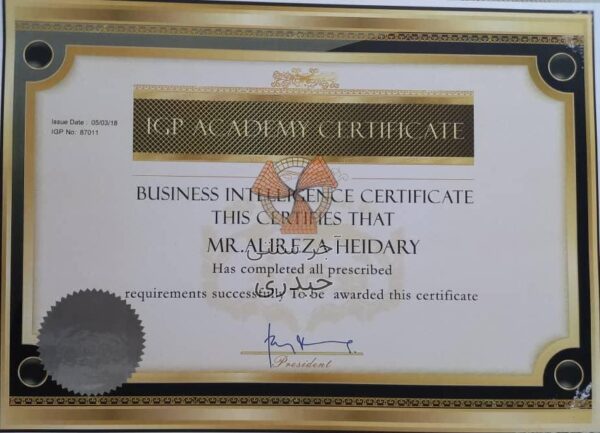 Issue Date : 05/03/18
IGP No: 87011
IGP ACADEMY CERTIFICATE
BUSINESS INTELLIGENCE CERTIFICATE
THIS CERTIFIES THAT
MR.ALIREZA HEIDARY
آجرسنتی
Has completed all prescribed
حیدری
requirements successfully To be awarded this certificate
President